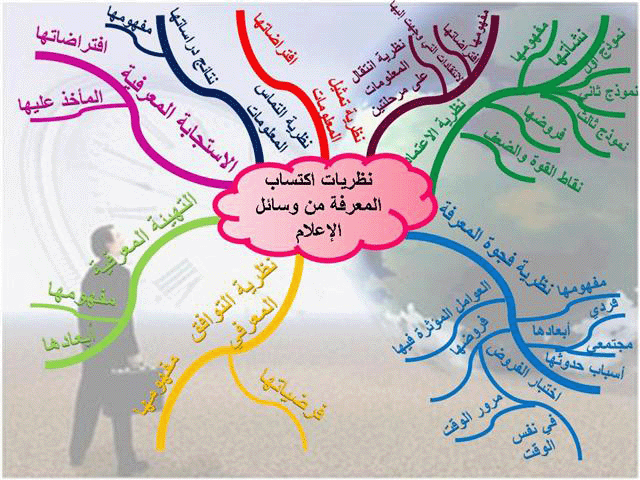 نظريات اكتساب
المعرفة من وسائل
الإعلام
نظرية الاعتماد
نشأتها
نموذج اول
نموذج ثاني
نموذج ثالث
مفهومها
فروضها
نقاط القوة والضعف
نظرية انتقال
المعلومات
على مرحلتين
مفهومها
الانتقادات التي وجهت اليها
نظرية تمثيل
المعلومات
افتراضاتها
نظرية التماس
المعلومات
مفهومها
نتائج دراساتها
الاستجابة المعرفية
افتراضاتها
المأخذ عليها
التهيئة المعرفية
مفهومها
أبعادها
نظرية التوافق
المعرفي
مفهومها
فرضياتها
نظرية فجوة المعرفة
مفهومها
فردي
أبعادها
مجتمعي
أسباب حدوثها
العوامل المؤثرة فيها
فروضها
اختبار الفروض
مرور الوقت
في نفس
الوقت